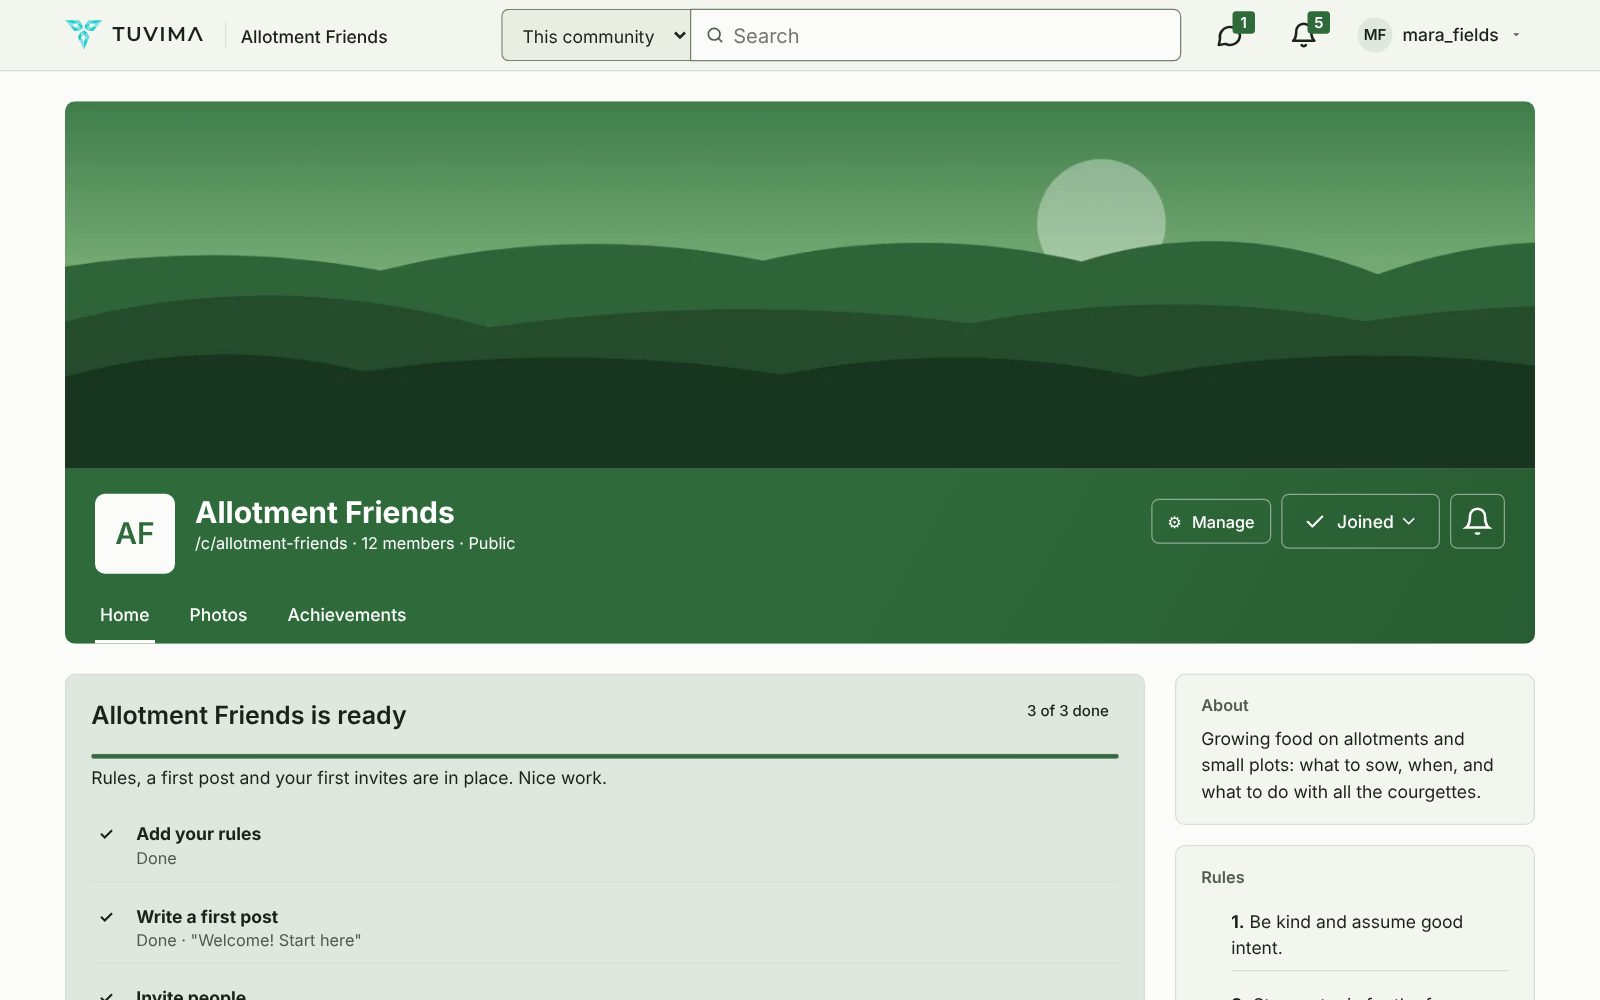 TUVIMA
Allotment Friends
This community
Search
1
5
MF
mara_fields
AF
Allotment Friends
/c/allotment-friends · 12 members · Public
Manage
Joined
Home
Photos
Achievements
Allotment Friends is ready
3 of 3 done
Rules, a first post and your first invites are in place. Nice work.
Add your rules
Done
Write a first post
Done · "Welcome! Start here"
Invite people
About
Growing food on allotments and
small plots: what to sow, when, and
what to do with all the courgettes.
Rules
1. Be kind and assume good
intent.